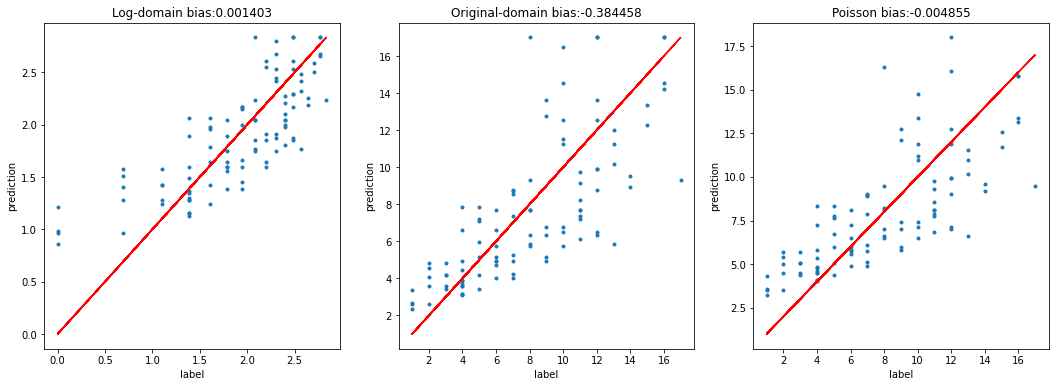 Log-domain bias:0.001403
prediction
2.5
2.0
1.5
1.0
0.5
0.0
0.0 0.5 1.0 1.5 2.0 2.5
label
Original-domain bias:-0.384458
prediction
16
14
12
10
8
6
4
2
2 4 6 8 10 12 14 16
label
Poisson bias:-0.004855
prediction
17.5
15.0
12.5
10.0
7.5
5.0
2.5
2 4 6 8 10 12 14 16
label